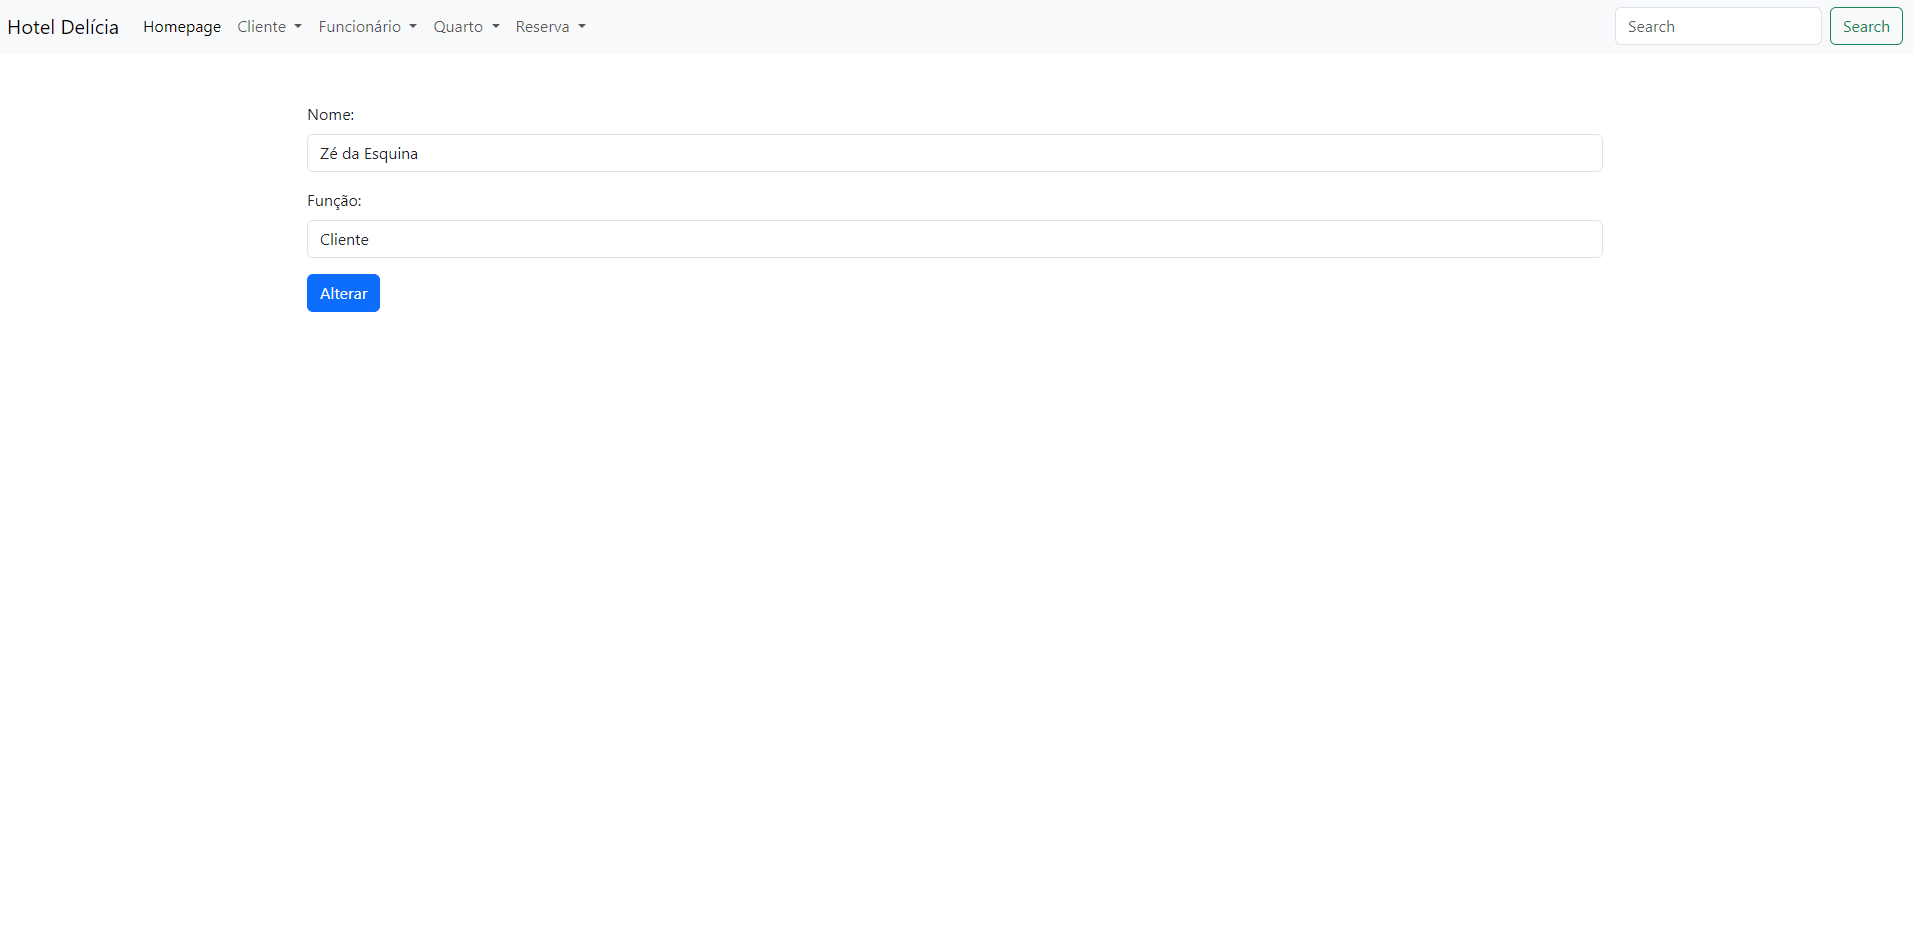 Hotel Delícia Homepage Cliente Funcionário Quarto Reserva Search Search
Nome:
Zé da Esquina
Função:
Cliente
Alterar